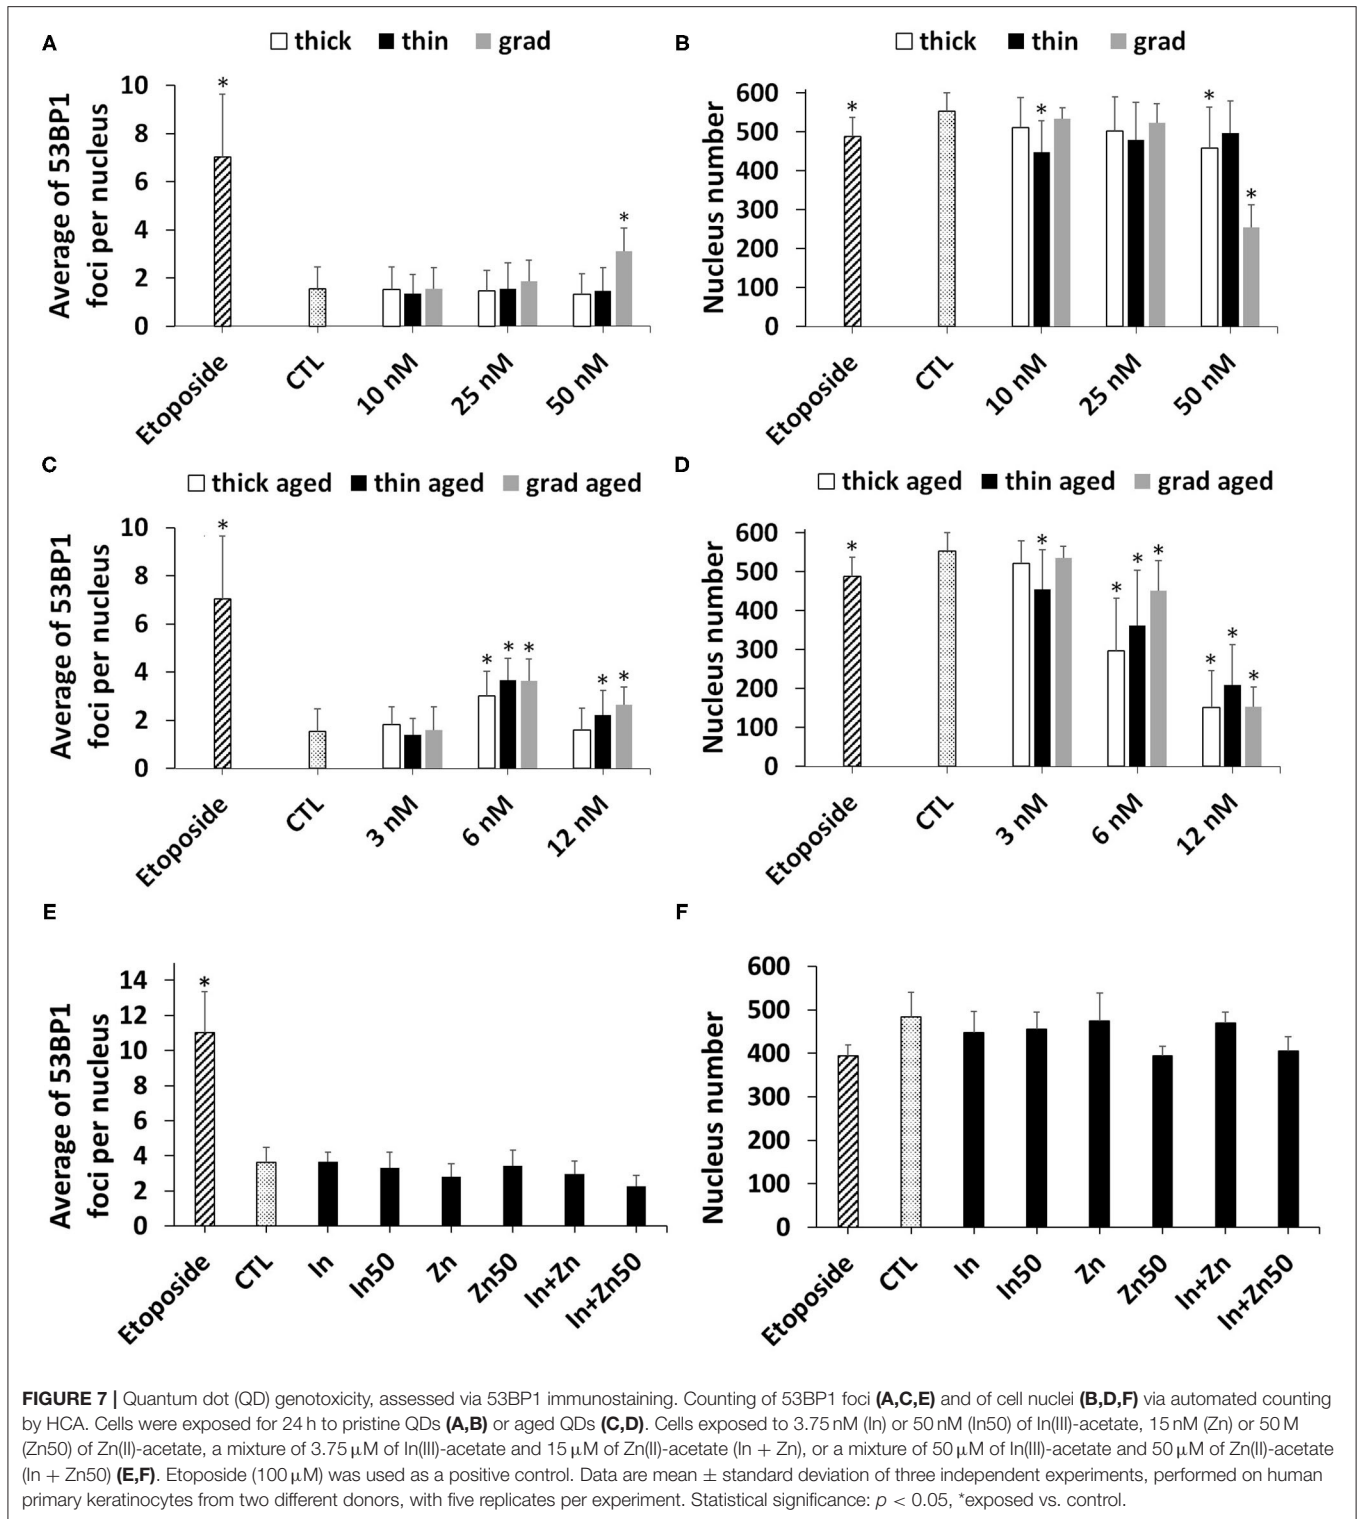 A
thick thin grad
Average of 53BP1
foci per nucleus
10
8
6
4
2
0
*
*
Etoposide CTL 10 nM 25 nM 50 nM
B
thick thin grad
Nucleus number
600
500
400
300
200
100
0
*
*
*
*
Etoposide CTL 10 nM 25 nM 50 nM
C
thick aged thin aged grad aged
Average of 53BP1
foci per nucleus
10
8
6
4
2
0
*
* * *
* *
Etoposide CTL 3 nM 6 nM 12 nM
D
thick aged thin aged grad aged
Nucleus number
600
500
400
300
200
100
0
*
*
* * *
* * *
Etoposide CTL 3 nM 6 nM 12 nM
E
Average of 53BP1
foci per nucleus
14
12
10
8
6
4
2
0
*
Etoposide CTL In In50 Zn Zn50 In+Zn In+Zn50
F
Nucleus number
600
500
400
300
200
100
0
Etoposide CTL In In50 Zn Zn50 In+Zn In+Zn50
FIGURE 7 | Quantum dot (QD) genotoxicity, assessed via 53BP1 immunostaining. Counting of 53BP1 foci (A,C,E) and of cell nuclei (B,D,F) via automated counting
by HCA. Cells were exposed for 24 h to pristine QDs (A,B) or aged QDs (C,D). Cells exposed to 3.75 nM (In) or 50 nM (In50) of In(III)-acetate, 15 nM (Zn) or 50 M
(Zn50) of Zn(II)-acetate, a mixture of 3.75 μM of In(III)-acetate and 15 μM of Zn(II)-acetate (In + Zn), or a mixture of 50 μM of In(III)-acetate and 50 μM of Zn(II)-acetate
(In + Zn50) (E,F). Etoposide (100 μM) was used as a positive control. Data are mean ± standard deviation of three independent experiments, performed on human
primary keratinocytes from two different donors, with five replicates per experiment. Statistical significance: p < 0.05, *exposed vs. control.